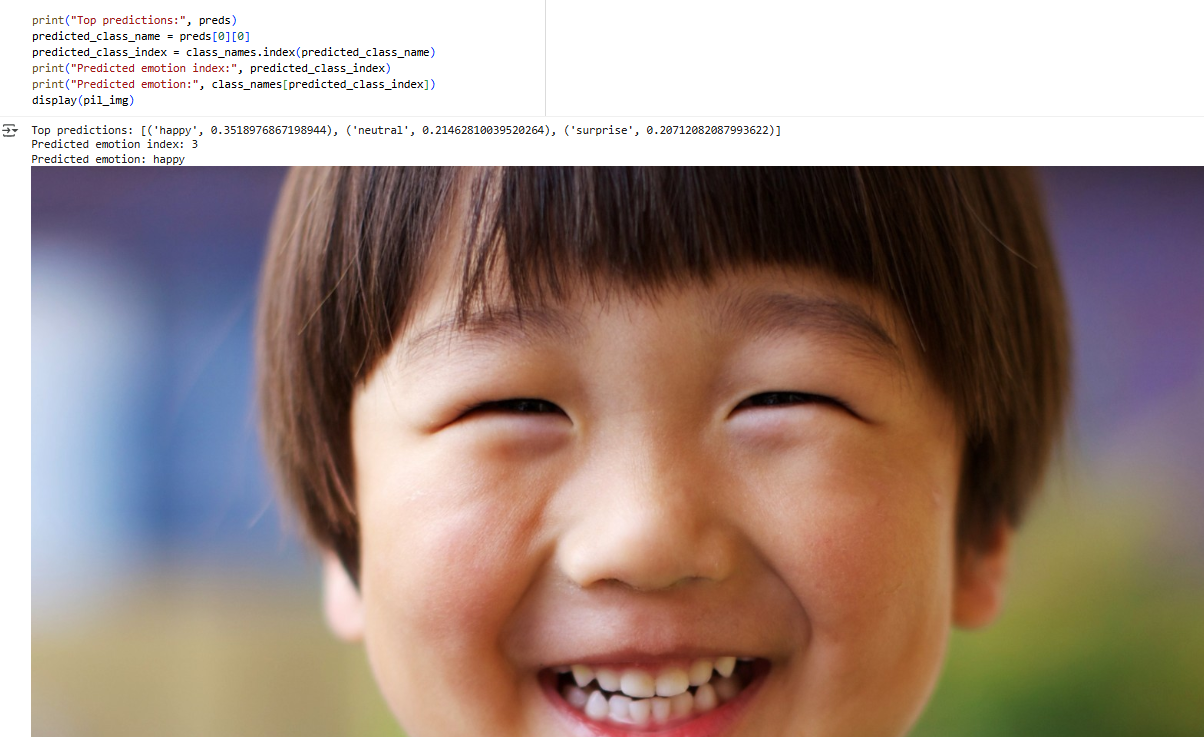 print("Top predictions:", preds)
predicted_class_name = preds[0][0]
predicted_class_index = class_names.index(predicted_class_name)
print("Predicted emotion index:", predicted_class_index)
print("Predicted emotion:", class_names[predicted_class_index])
display(pil_img)
Top predictions: [('happy', 0.3518976867198944), ('neutral', 0.21462810039520264), ('surprise', 0.20712082087993622)]
Predicted emotion index: 3
Predicted emotion: happy